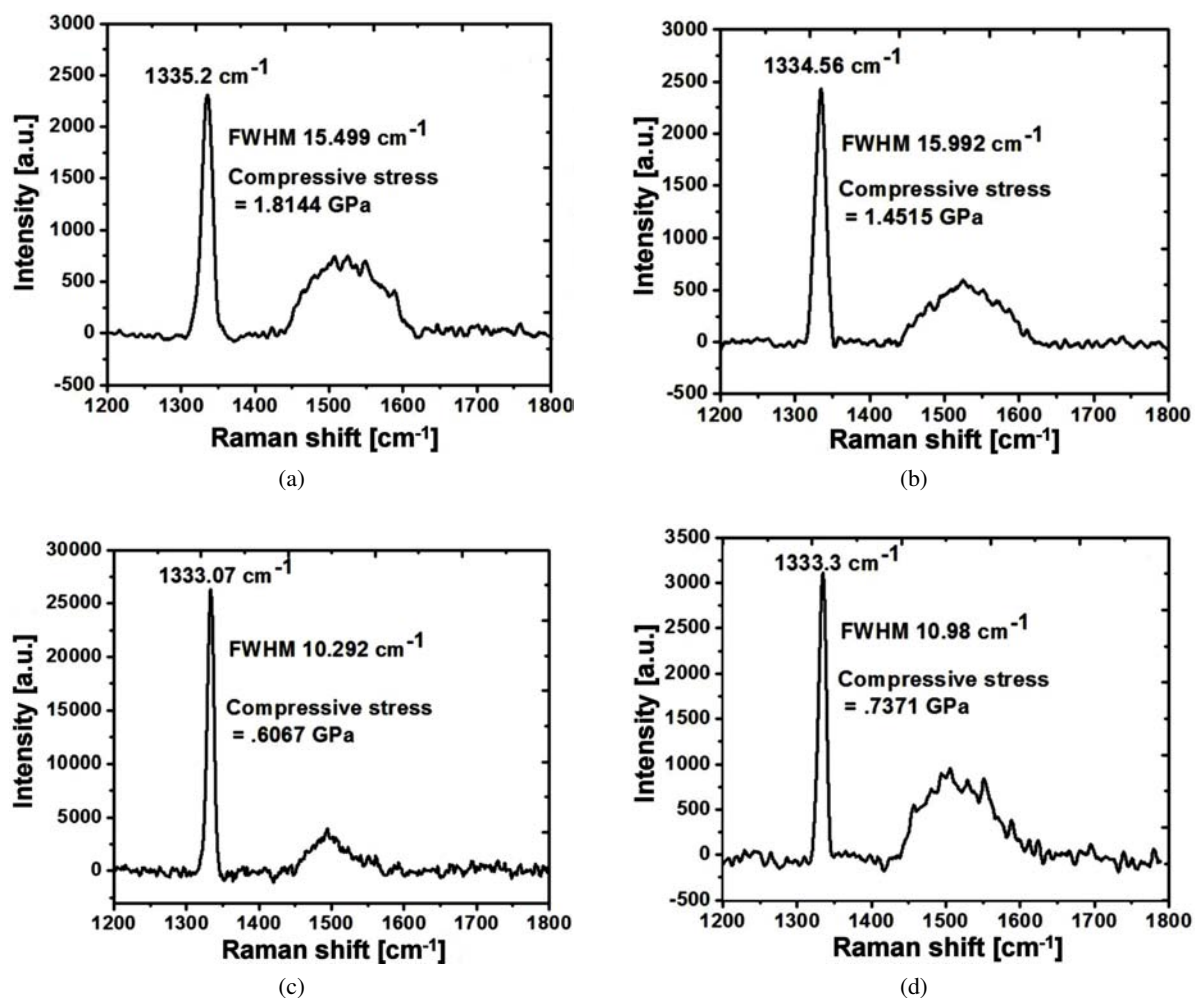 3000
2500
2000
1500
1000
500
0
-500
Intensity [a.u.]
1335.2 cm⁻¹
FWHM 15.499 cm⁻¹
Compressive stress
= 1.8144 GPa
1200 1300 1400 1500 1600 1700 1800
Raman shift [cm⁻¹]
(a)
3000
2500
2000
1500
1000
500
0
-500
Intensity [a.u.]
1334.56 cm⁻¹
FWHM 15.992 cm⁻¹
Compressive stress
= 1.4515 GPa
1200 1300 1400 1500 1600 1700 1800
Raman shift [cm⁻¹]
(b)
30000
25000
20000
15000
10000
5000
0
Intensity [a.u.]
1333.07 cm⁻¹
FWHM 10.292 cm⁻¹
Compressive stress
= .6067 GPa
1200 1300 1400 1500 1600 1700 1800
Raman shift [cm⁻¹]
(c)
3500
3000
2500
2000
1500
1000
500
0
-500
Intensity [a.u.]
1333.3 cm⁻¹
FWHM 10.98 cm⁻¹
Compressive stress
= .7371 GPa
1200 1300 1400 1500 1600 1700 1800
Raman shift [cm⁻¹]
(d)